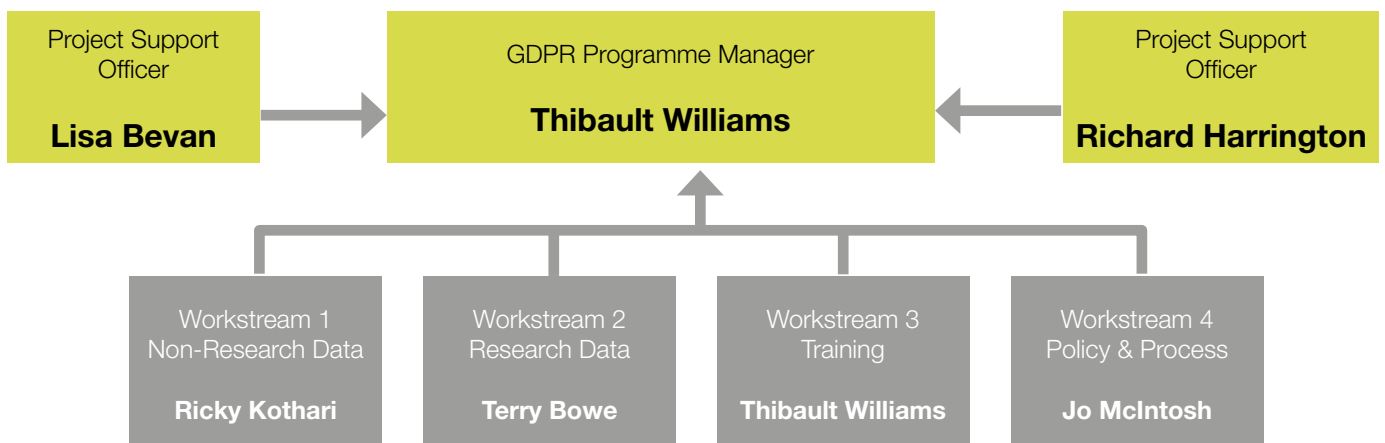 Project Support
Officer
Lisa Bevan
GDPR Programme Manager
Thibault Williams
Project Support
Officer
Richard Harrington
Workstream 1
Non-Research Data
Ricky Kothari
Workstream 2
Research Data
Terry Bowe
Workstream 3
Training
Thibault Williams
Workstream 4
Policy & Process
Jo McIntosh